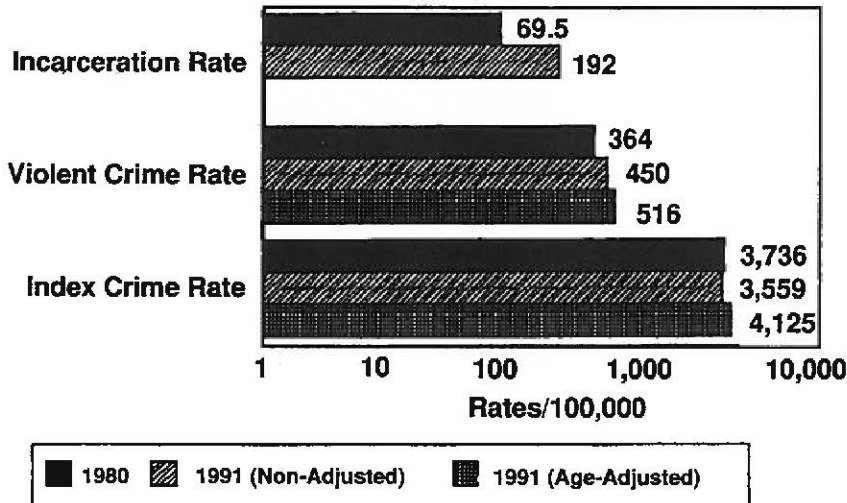 69.5
Incarceration Rate
192
364
Violent Crime Rate
450
516
3,736
Index Crime Rate
3,559
4,125
1 10 100 1,000 10,000
Rates/100,000
1980 1991 (Non-Adjusted) 1991 (Age-Adjusted)